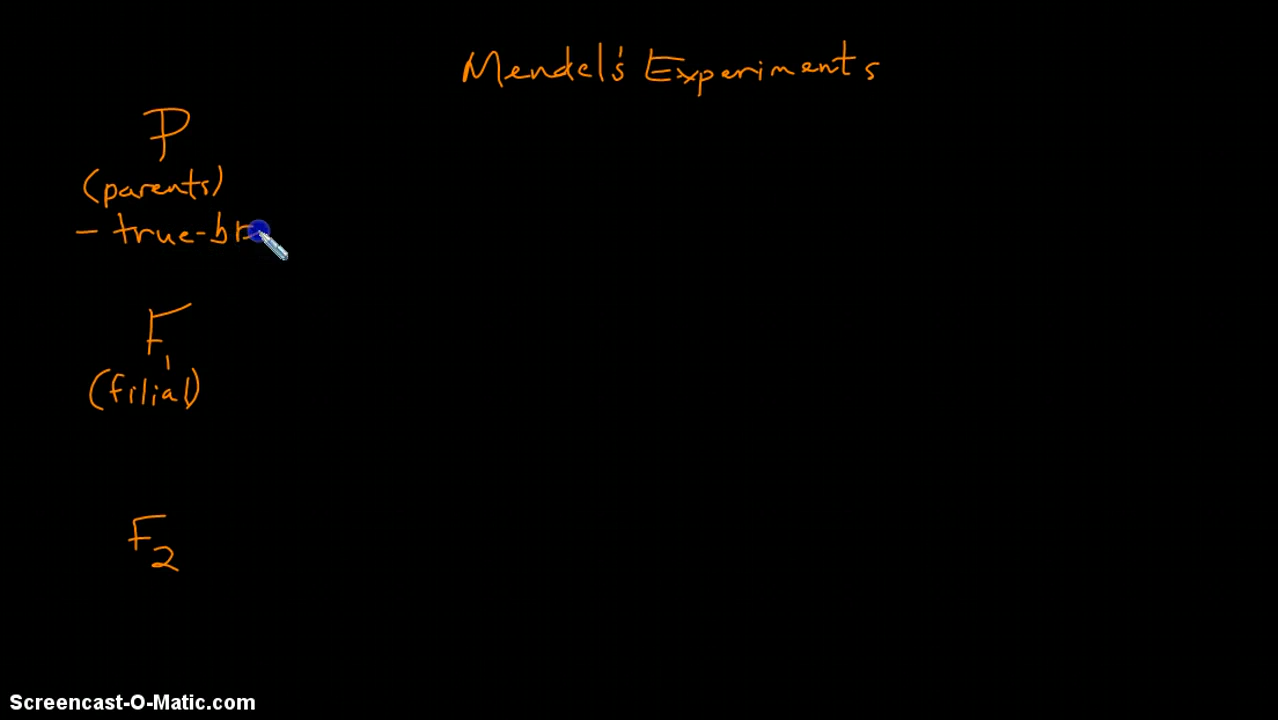 Mendel's Experiments
P
(parents)
- true-br
F1
(filial)
F2
Screencast-O-Matic.com